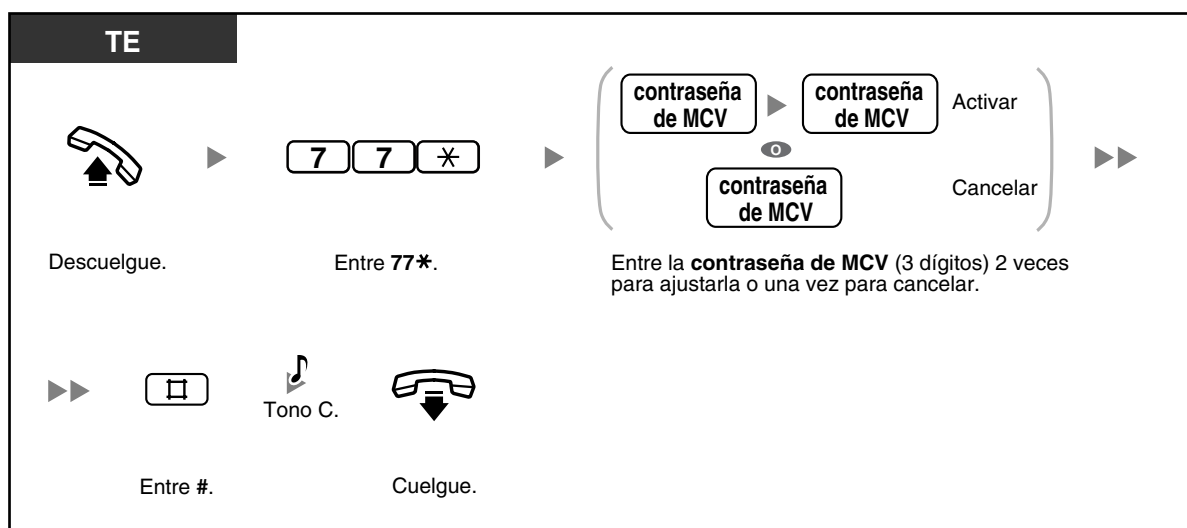 TE
contraseña
de MCV
contraseña
de MCV
Activar
o
contraseña
de MCV
Cancelar
7 7 *
Descuelgue.
Entre 77*.
Entre la contraseña de MCV (3 dígitos) 2 veces
para ajustarla o una vez para cancelar.
#
Tono C.
Entre #.
Cuelgue.